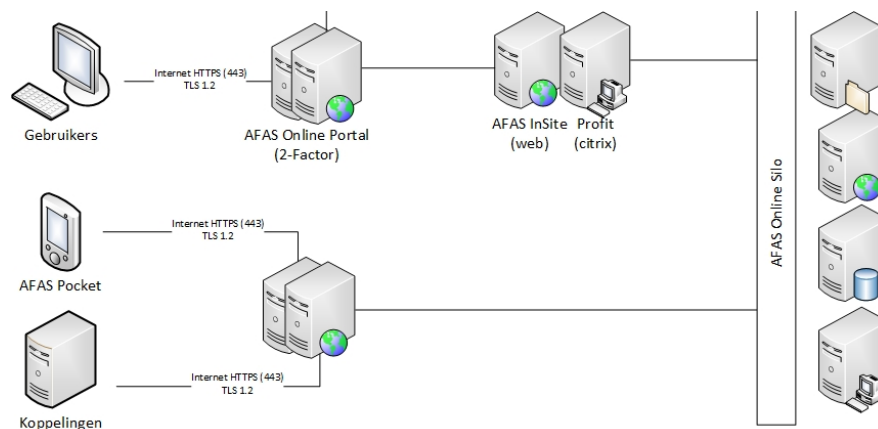 Internet HTTPS (443)
TLS 1.2
Gebruikers
AFAS Online Portal
(2-Factor)
AFAS InSite
(web)
Profit
(citrix)
AFAS Online Silo
Internet HTTPS (443)
TLS 1.2
AFAS Pocket
Internet HTTPS (443)
TLS 1.2
Koppelingen